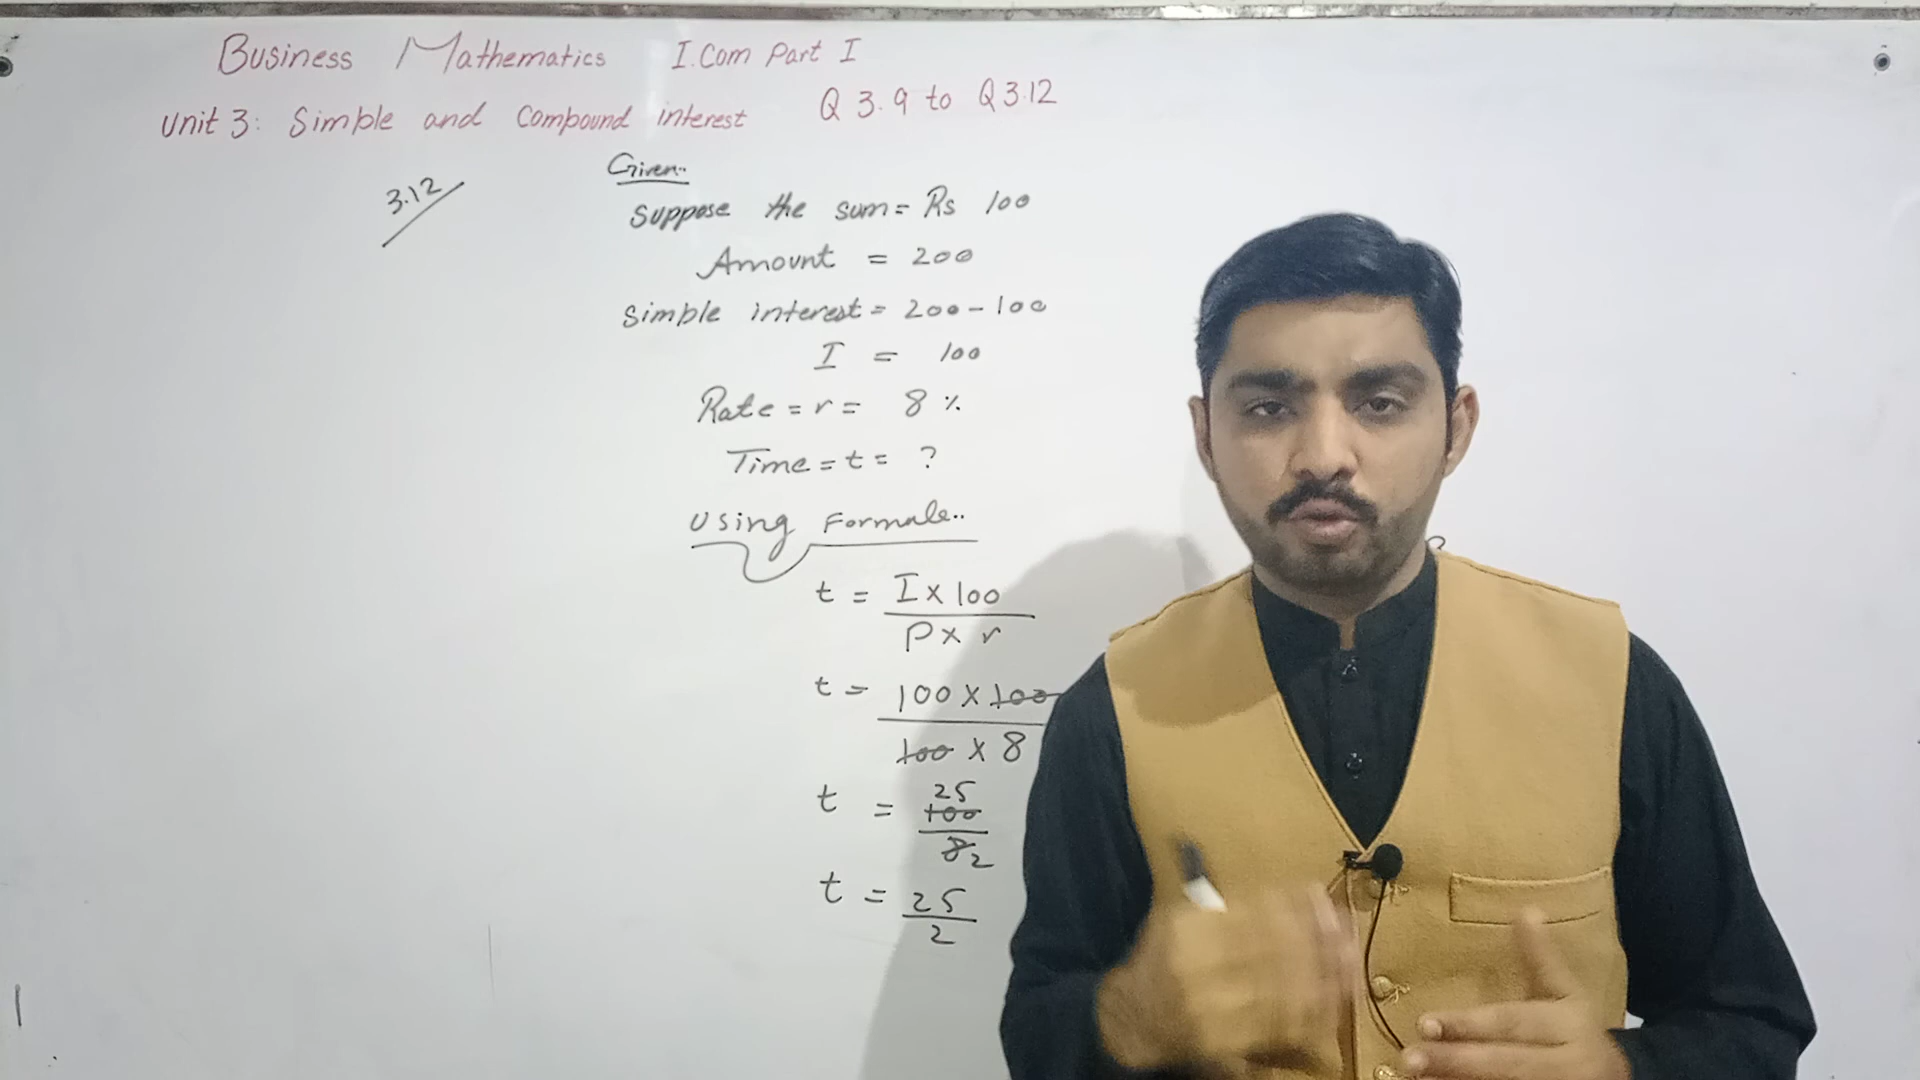 Business Mathematics I.Com Part I
Unit 3: Simple and Compound interest Q 3.9 to Q 3.12
3.12
Given..
Suppose the sum = Rs 100
Amount = 200
Simple interest = 200 - 100
I = 100
Rate = r = 8 %
Time = t = ?
Using Formula..
t = I x 100
P x r
t = 100 x 100
100 x 8
t = 25
100
8 2
t = 25
2